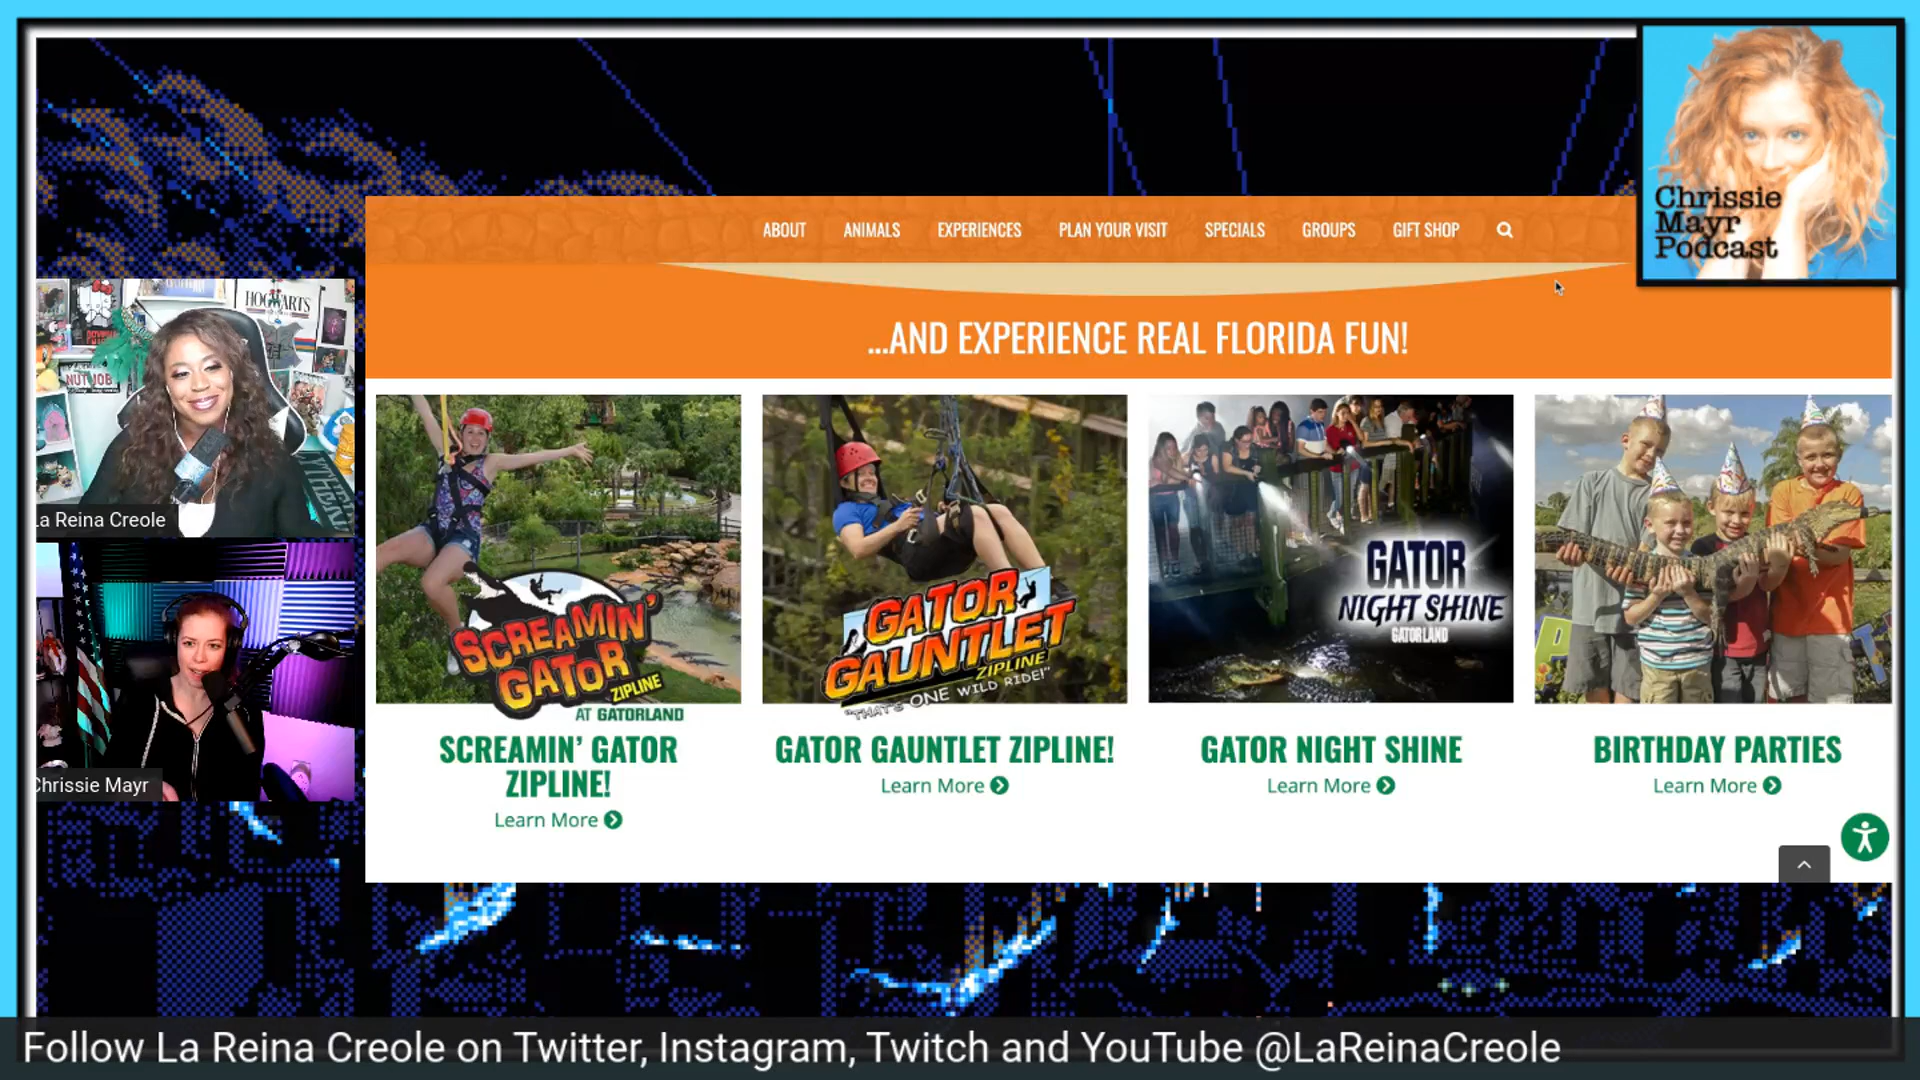 Chrissie
Mayr
Podcast
ABOUT ANIMALS EXPERIENCES PLAN YOUR VISIT SPECIALS GROUPS GIFT SHOP
...AND EXPERIENCE REAL FLORIDA FUN!
HOGWARTS
NUT JOB
La Reina Creole
Chrissie Mayr
SCREAMIN'
GATOR
ZIPLINE
AT GATORLAND
GATOR
GAUNTLET
ZIPLINE
"THAT'S ONE WILD RIDE!"
GATOR
NIGHT SHINE
GATORLAND
SCREAMIN' GATOR
ZIPLINE!
Learn More
GATOR GAUNTLET ZIPLINE!
Learn More
GATOR NIGHT SHINE
Learn More
BIRTHDAY PARTIES
Learn More
Follow La Reina Creole on Twitter, Instagram, Twitch and YouTube @LaReinaCreole